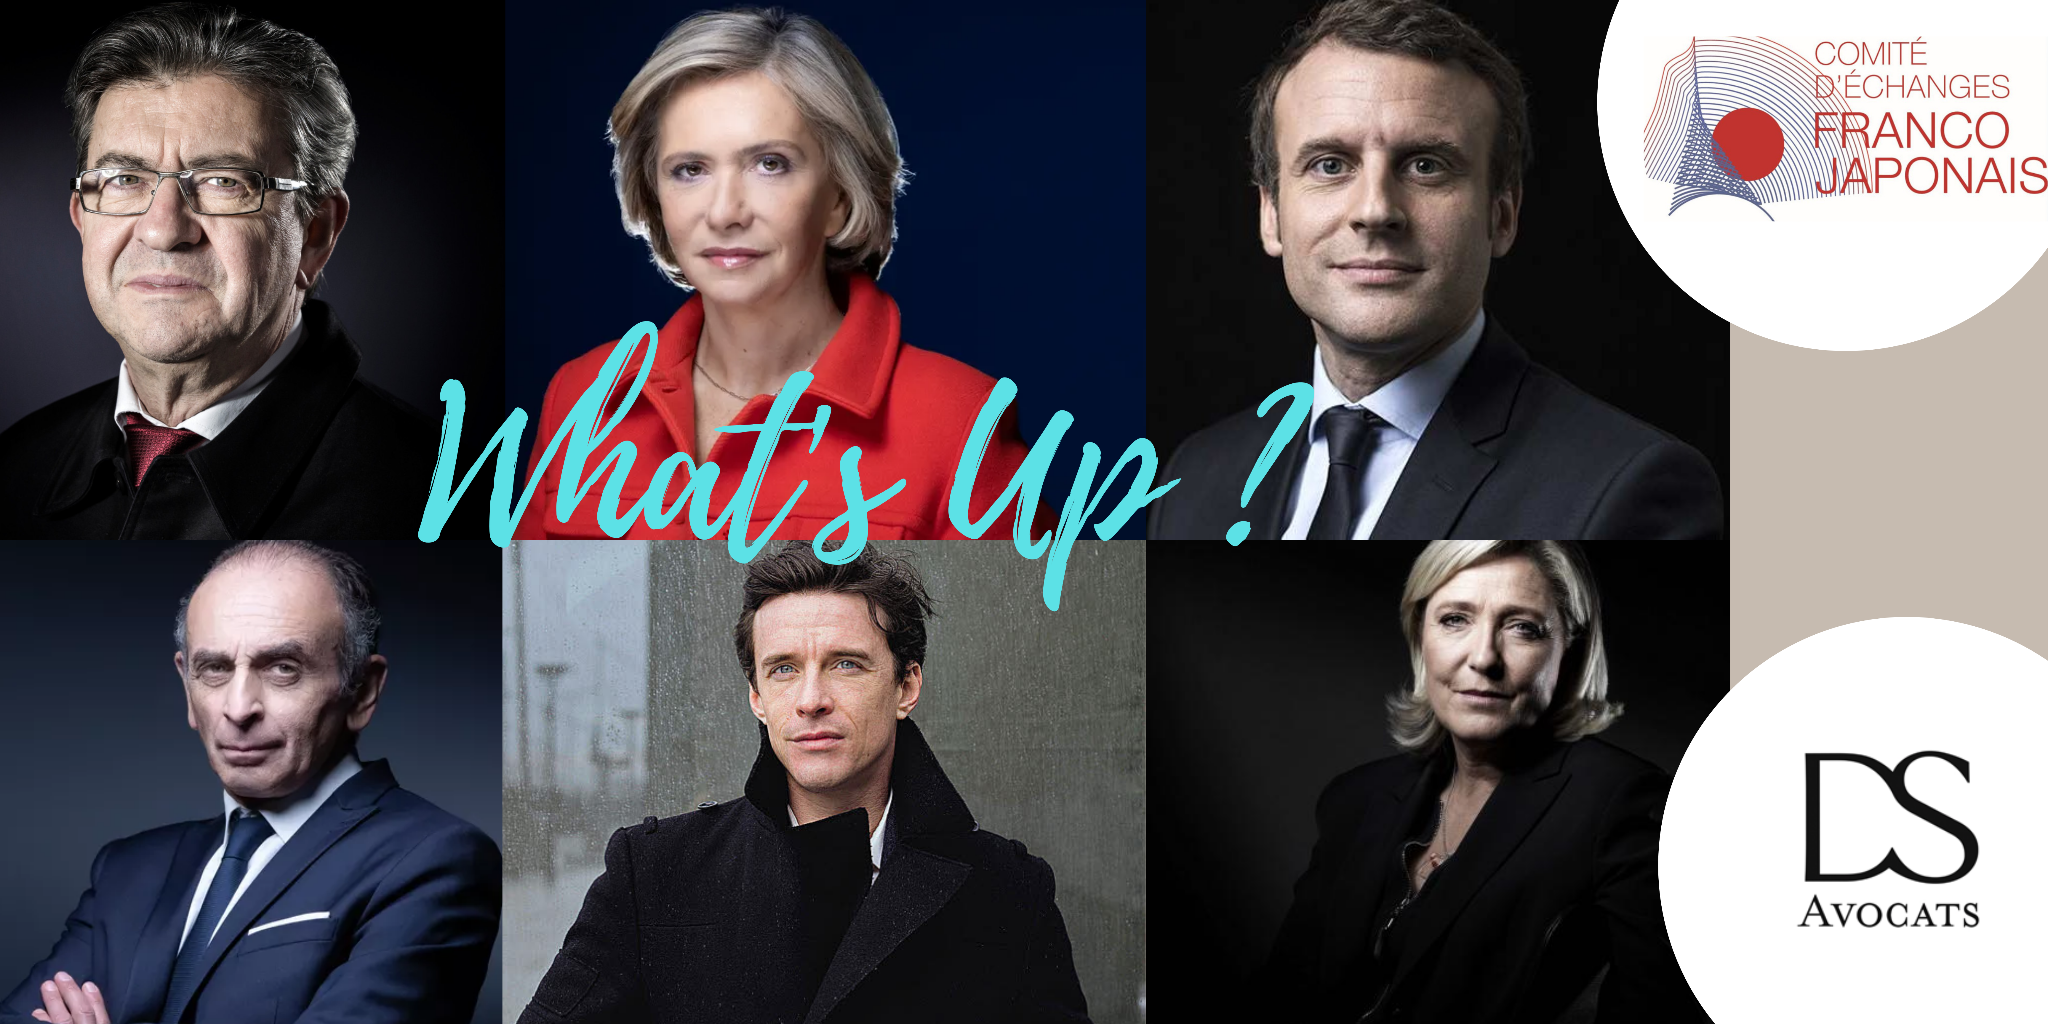 What's Up ?
COMITÉ
D'ÉCHANGES
FRANCO
JAPONAIS
DS
AVOCATS